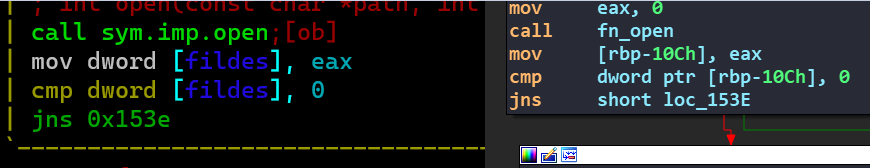 ; int open(const char *path, int
call sym.imp.open;[ob]
mov dword [fildes], eax
cmp dword [fildes], 0
jns 0x153e
mov eax, 0
call fn_open
mov [rbp-10Ch], eax
cmp dword ptr [rbp-10Ch], 0
jns short loc_153E